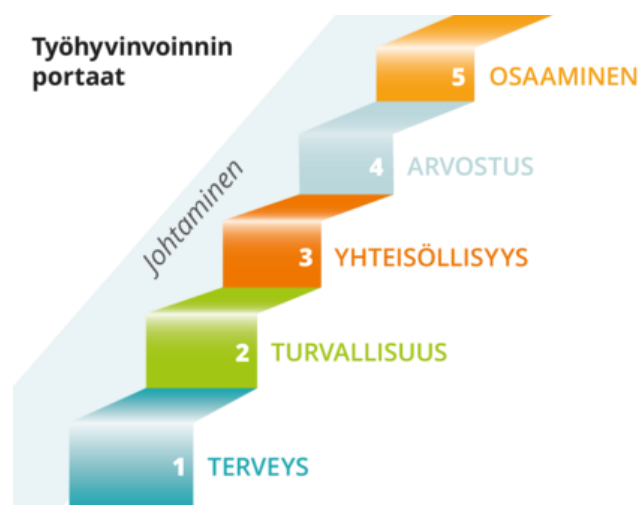 Työhyvinvoinnin
portaat
5 OSAAMINEN
4 ARVOSTUS
Johtaminen
3 YHTEISÖLLISYYS
2 TURVALLISUUS
1 TERVEYS